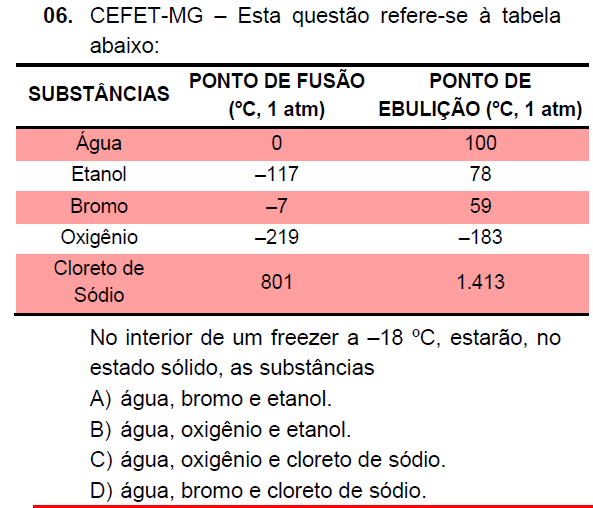 06. CEFET-MG – Esta questão refere-se à tabela
abaixo:
SUBSTÂNCIAS PONTO DE FUSÃO (ºC, 1 atm) PONTO DE EBULIÇÃO (ºC, 1 atm)
Água 0 100
Etanol –117 78
Bromo –7 59
Oxigênio –219 –183
Cloreto de Sódio 801 1.413
No interior de um freezer a –18 ºC, estarão, no
estado sólido, as substâncias
A) água, bromo e etanol.
B) água, oxigênio e etanol.
C) água, oxigênio e cloreto de sódio.
D) água, bromo e cloreto de sódio.